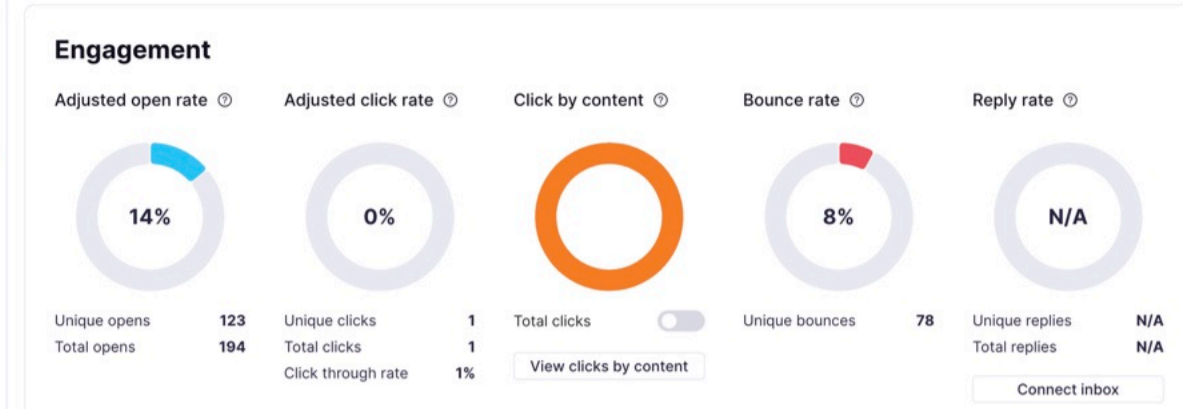 Engagement
Adjusted open rate
Adjusted click rate
Click by content
Bounce rate
Reply rate
14%
0%
8%
N/A
Unique opens 123
Total opens 194
Unique clicks 1
Total clicks 1
Click through rate 1%
Total clicks
View clicks by content
Unique bounces 78
Unique replies N/A
Total replies N/A
Connect inbox